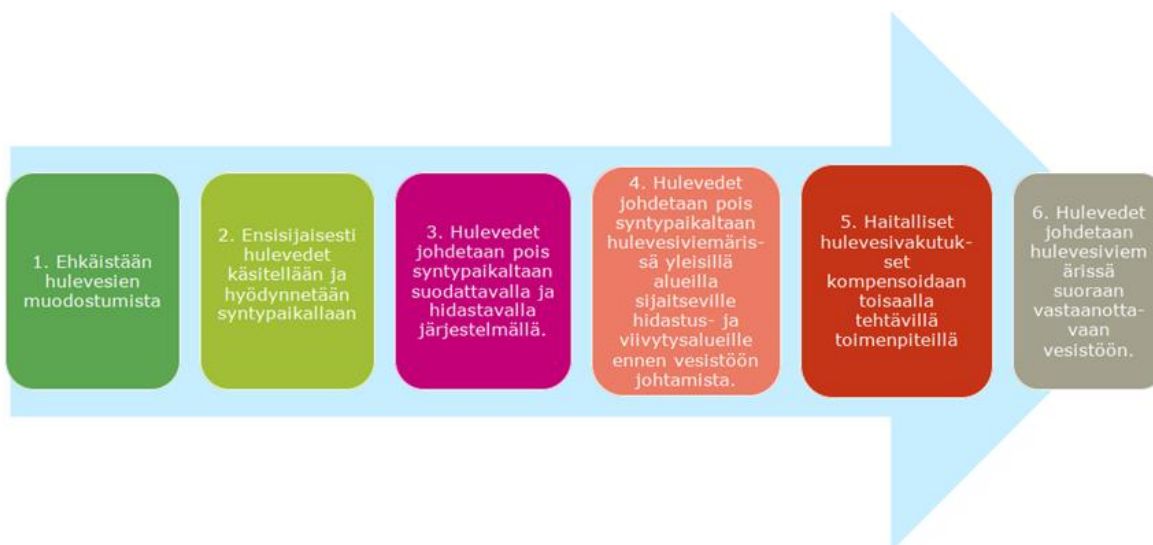 1. Ehkäistään
hulevesien
muodostumista
2. Ensisijaisesti
hulevedet
käsitellään ja
hyödynnetään
syntypaikallaan
3. Hulevedet
johdetaan pois
syntypaikaltaan
suodattavalla ja
hidastavalla
järjestelmällä.
4. Hulevedet
johdetaan pois
syntypaikaltaan
hulevesiviemäris-
sä yleisillä
alueilla
sijaitseville
hidastus- ja
viivytysalueille
ennen vesistöön
johtamista.
5. Haitalliset
hulevesivakutuk-
set
kompensoidaan
toisaalla
tehtävillä
toimenpiteillä
6. Hulevedet
johdetaan
hulevesiviem
ärissä
suoraan
vastaanotta-
vaan
vesistöön.